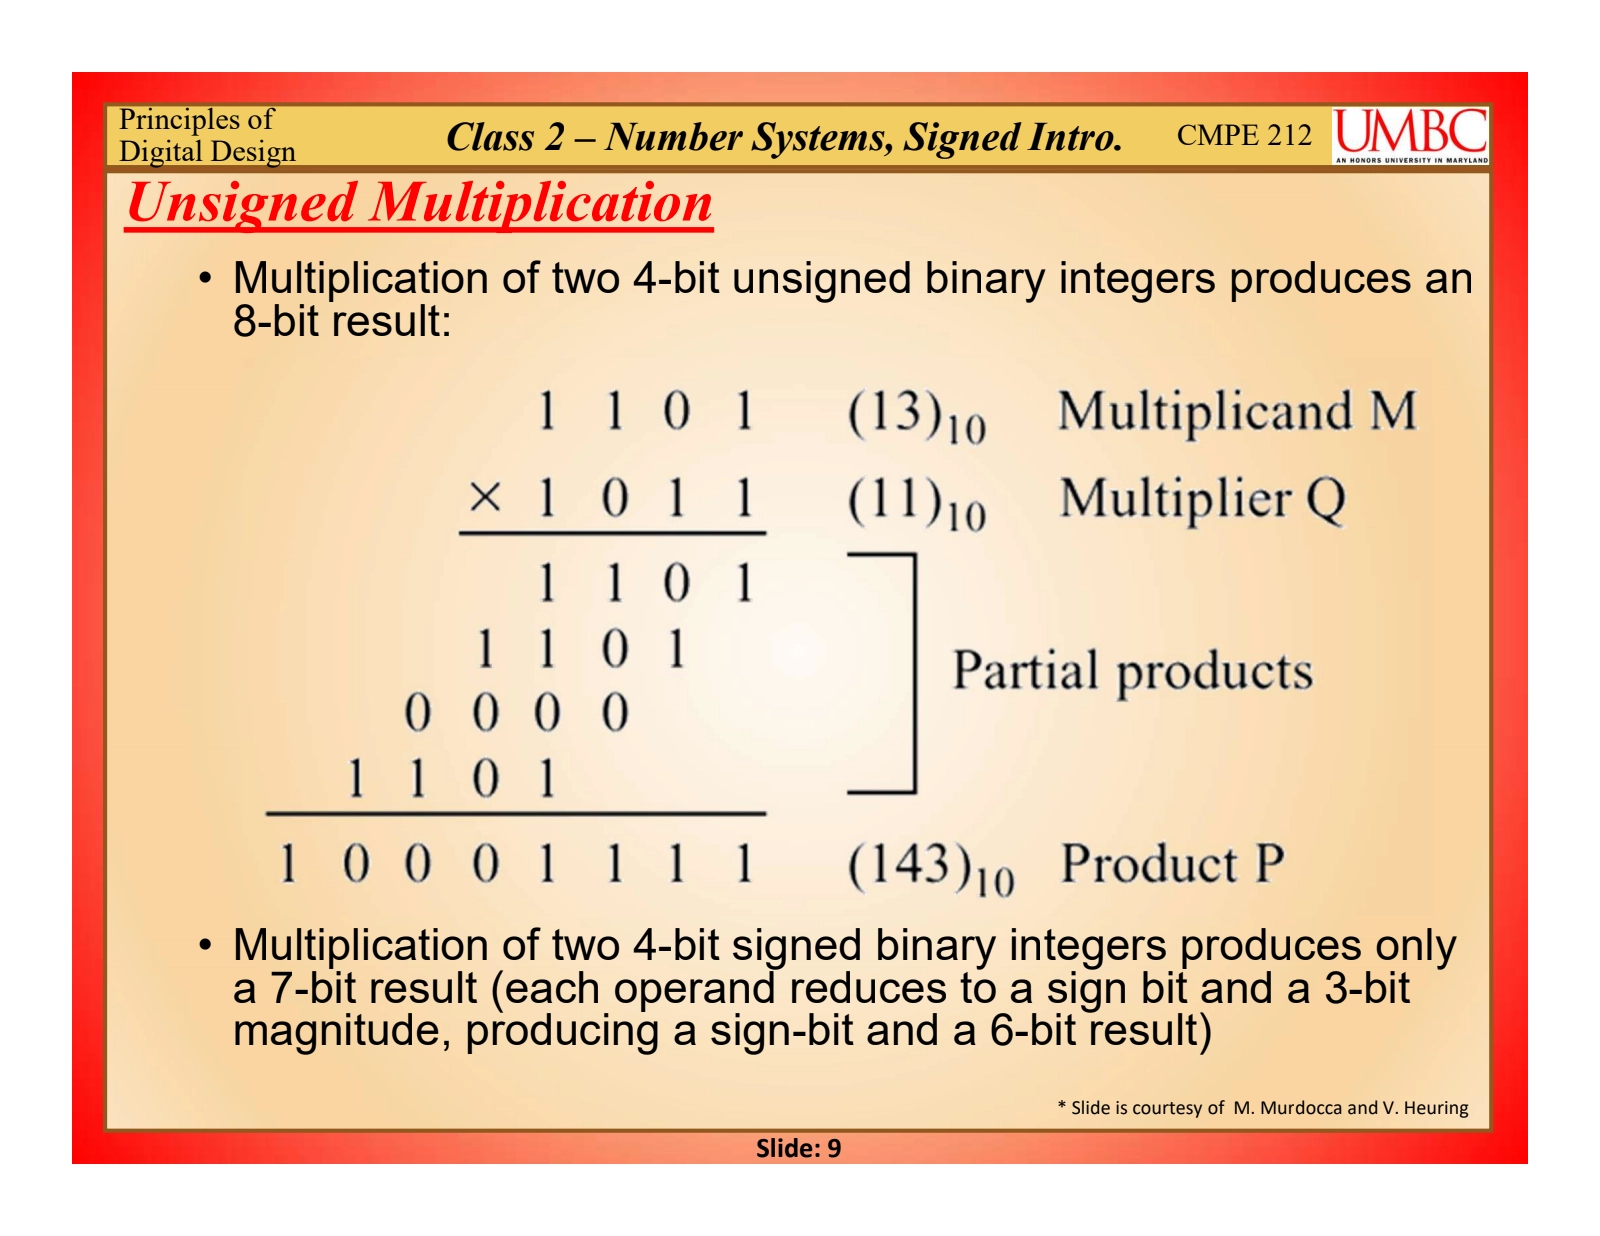 Principles of
Digital Design
Class 2 – Number Systems, Signed Intro.
CMPE 212
UMBC
AN HONORS UNIVERSITY IN MARYLAND
Unsigned Multiplication
• Multiplication of two 4-bit unsigned binary integers produces an
8-bit result:
1 1 0 1 (13)10 Multiplicand M
× 1 0 1 1 (11)10 Multiplier Q
1 1 0 1
1 1 0 1
Partial products
0 0 0 0
1 1 0 1
1 0 0 0 1 1 1 1 (143)10 Product P
• Multiplication of two 4-bit signed binary integers produces only
a 7-bit result (each operand reduces to a sign bit and a 3-bit
magnitude, producing a sign-bit and a 6-bit result)
* Slide is courtesy of M. Murdocca and V. Heuring
Slide: 9